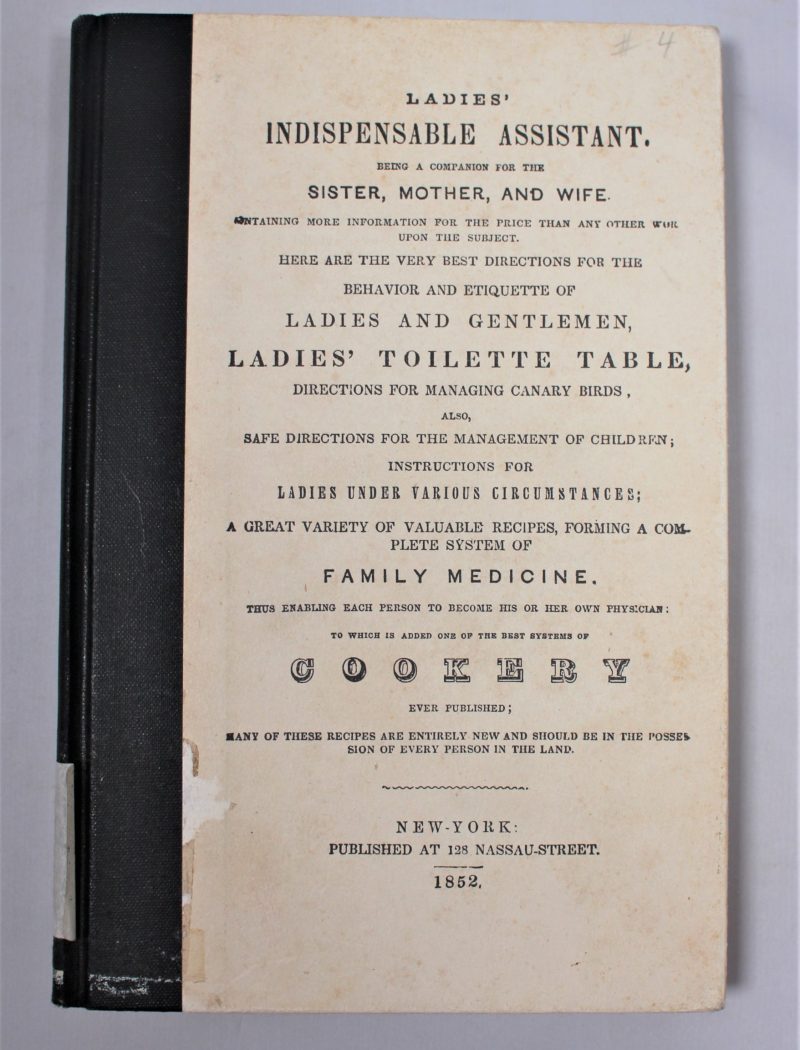 # 4
LADIES'
INDISPENSABLE ASSISTANT.
BEING A COMPANION FOR THE
SISTER, MOTHER, AND WIFE.
CONTAINING MORE INFORMATION FOR THE PRICE THAN ANY OTHER WOR
UPON THE SUBJECT.
HERE ARE THE VERY BEST DIRECTIONS FOR THE
BEHAVIOR AND ETIQUETTE OF
LADIES AND GENTLEMEN,
LADIES' TOILETTE TABLE,
DIRECTIONS FOR MANAGING CANARY BIRDS,
ALSO,
SAFE DIRECTIONS FOR THE MANAGEMENT OF CHILDREN;
INSTRUCTIONS FOR
LADIES UNDER VARIOUS CIRCUMSTANCES;
A GREAT VARIETY OF VALUABLE RECIPES, FORMING A COM-
PLETE SYSTEM OF
FAMILY MEDICINE.
THUS ENABLING EACH PERSON TO BECOME HIS OR HER OWN PHYSICIAN:
TO WHICH IS ADDED ONE OF THE BEST SYSTEMS OF
COOKERY
EVER PUBLISHED;
MANY OF THESE RECIPES ARE ENTIRELY NEW AND SHOULD BE IN THE POSSES-
SION OF EVERY PERSON IN THE LAND.
NEW-YORK:
PUBLISHED AT 128 NASSAU-STREET.
1852.